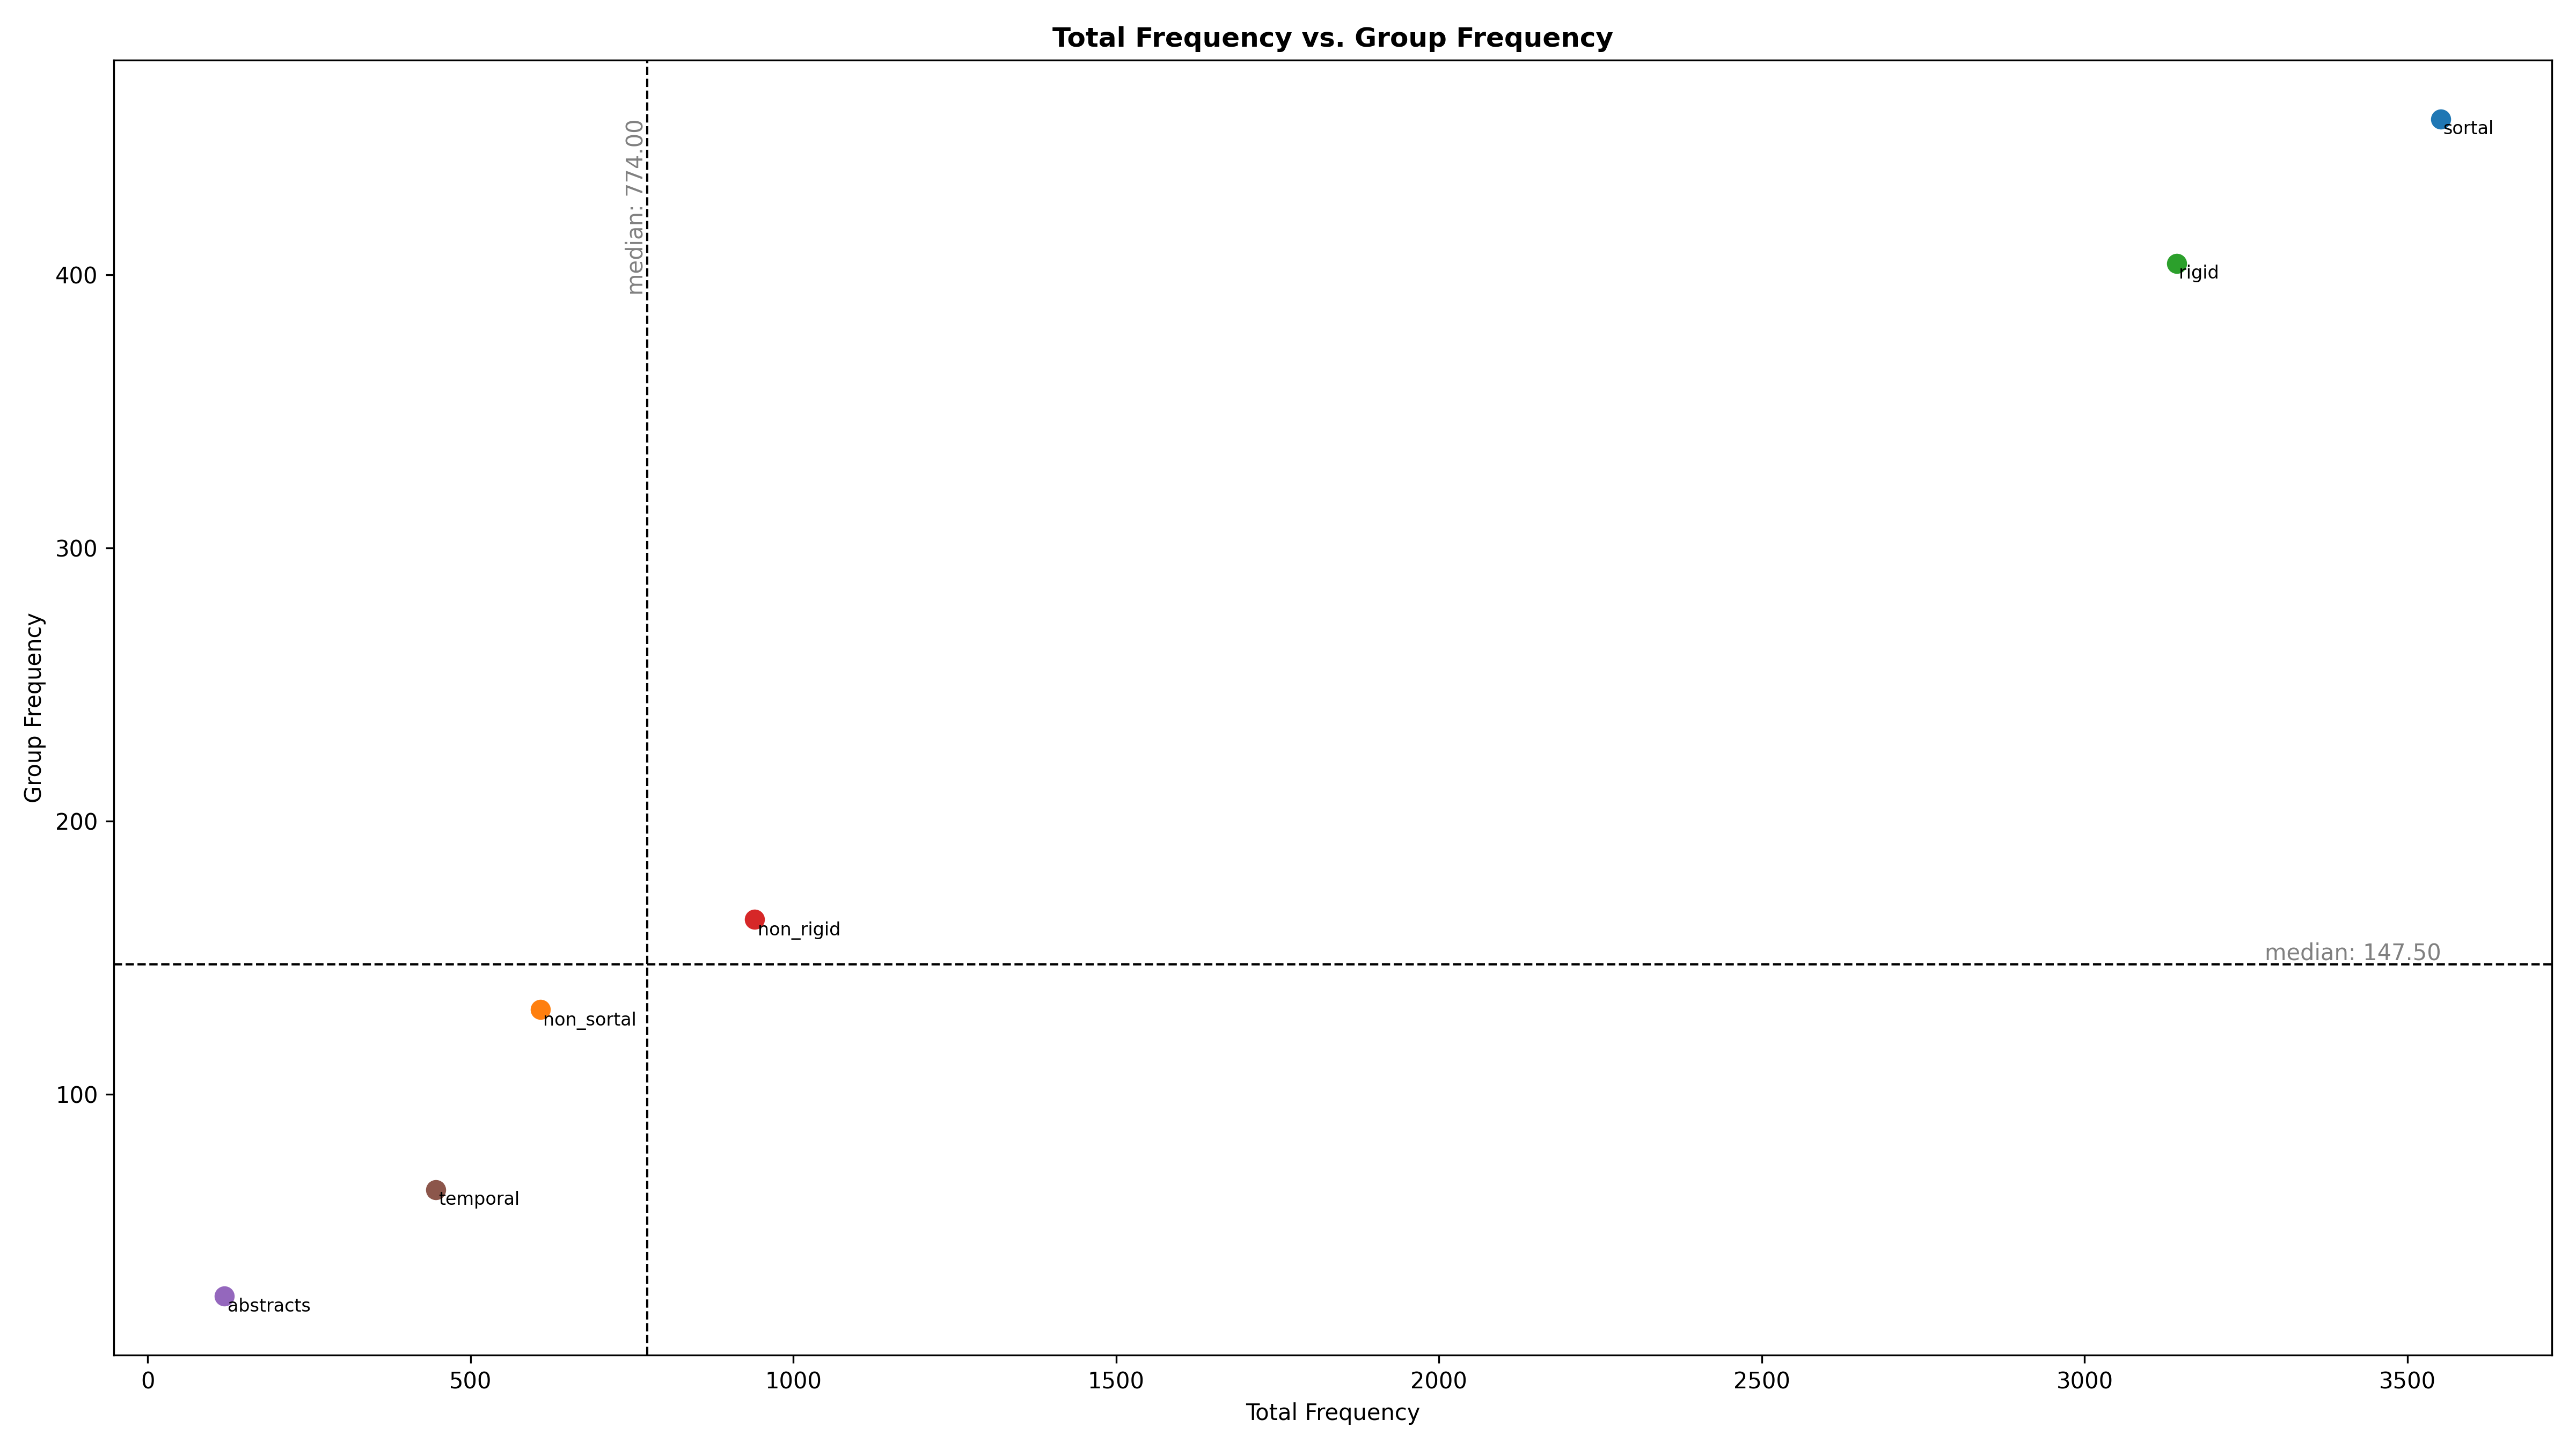 Total Frequency vs. Group Frequency
median: 774.00
sortal
rigid
400
300
Group Frequency
200
non_rigid
median: 147.50
non_sortal
100
temporal
abstracts
0
500
1000
1500
2000
2500
3000
3500
Total Frequency